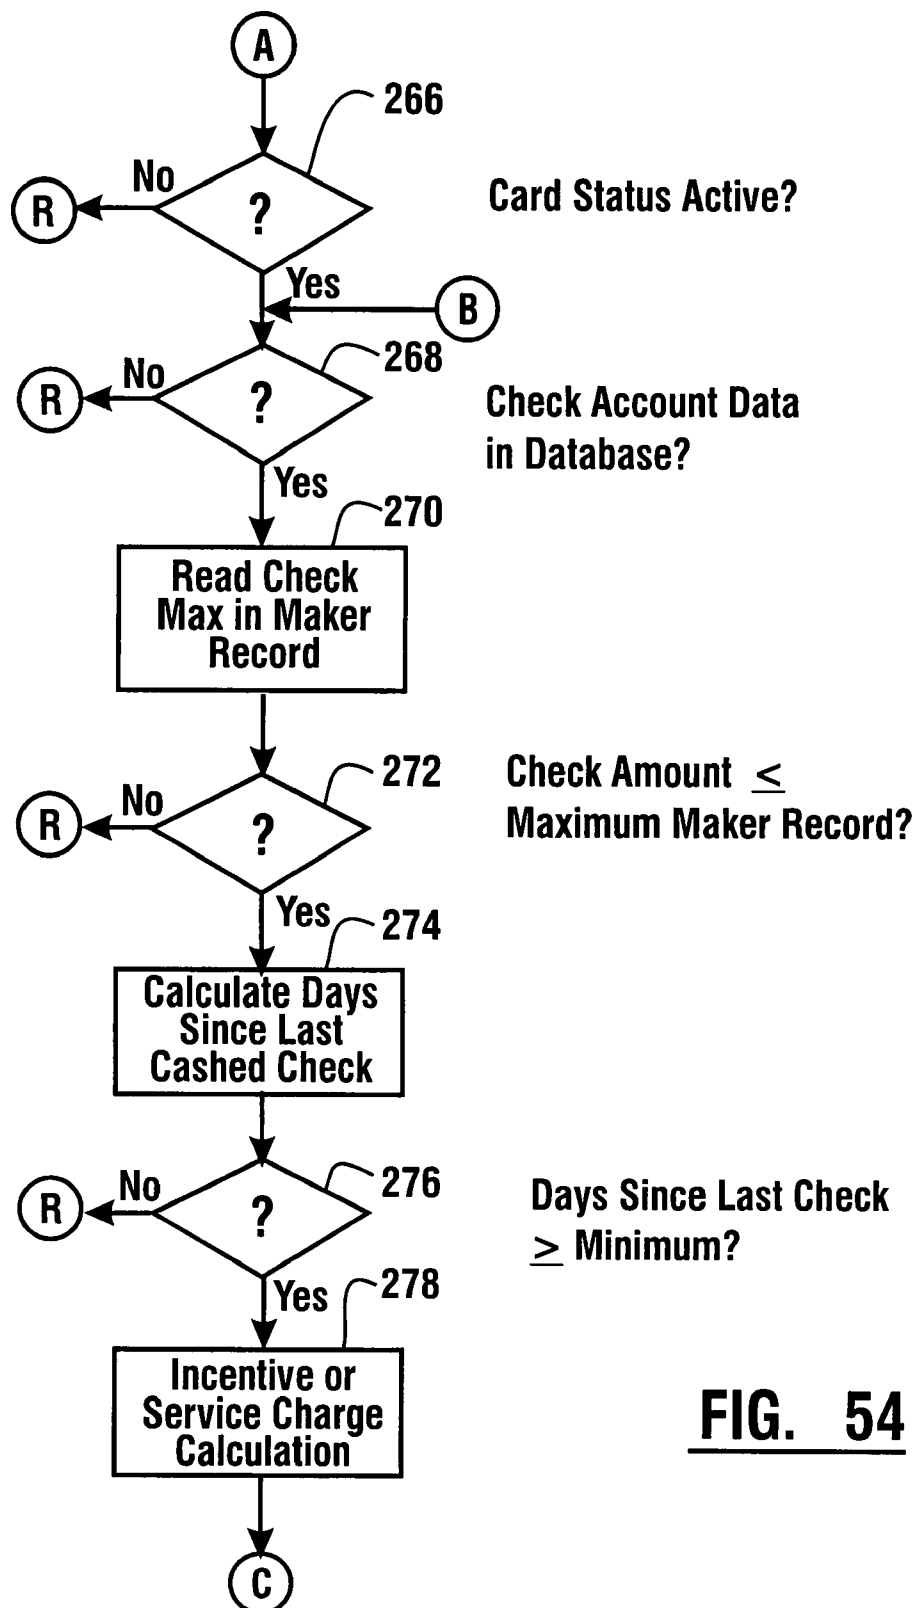 A
266
No
R
?
Card Status Active?
Yes
B
268
No
R
?
Check Account Data
in Database?
Yes
270
Read Check
Max in Maker
Record
272
No
R
?
Check Amount ≤
Maximum Maker Record?
Yes
274
Calculate Days
Since Last
Cashed Check
276
No
R
?
Days Since Last Check
≥ Minimum?
Yes
278
Incentive or
Service Charge
Calculation
FIG. 54
C